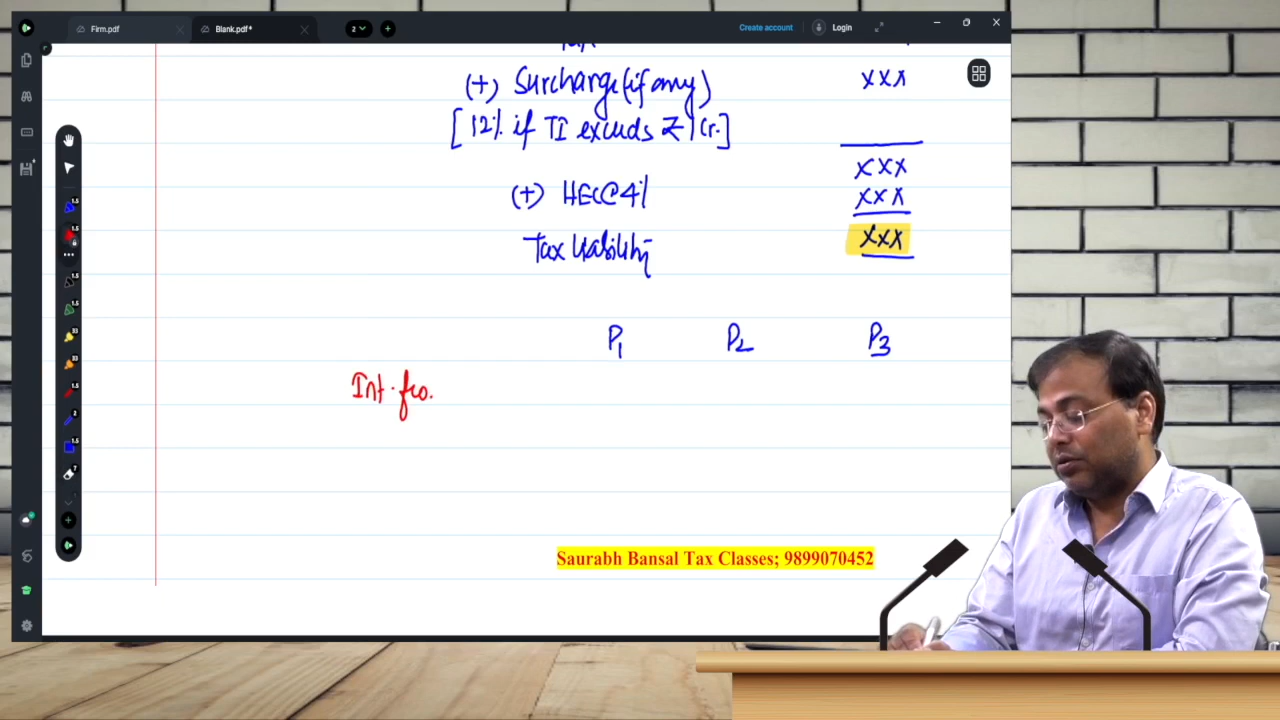 Firm.pdf
Blank.pdf*
2
Create account
Login
(+) Surcharge (if any) xxx
[12% if TI exceeds ₹1 Cr.]
xxx
(+) HEC@4% xxx
Tax liability xxx
P1 P2 P3
Int. fro.
Saurabh Bansal Tax Classes; 9899070452